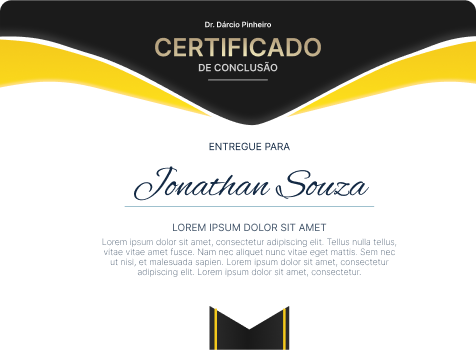 Dr. Dárcio Pinheiro
CERTIFICADO
DE CONCLUSÃO
ENTREGUE PARA
Jonathan Souza
LOREM IPSUM DOLOR SIT AMET
Lorem ipsum dolor sit amet, consectetur adipiscing elit. Tellus nulla tellus,
vitae vitae amet fusce. Nam nec aliquet nunc vitae eget mattis. Sem nec
ut nisi, et malesuada sapien. Lorem ipsum dolor sit amet, consectetur
adipiscing elit. Lorem ipsum dolor sit amet, consectetur.